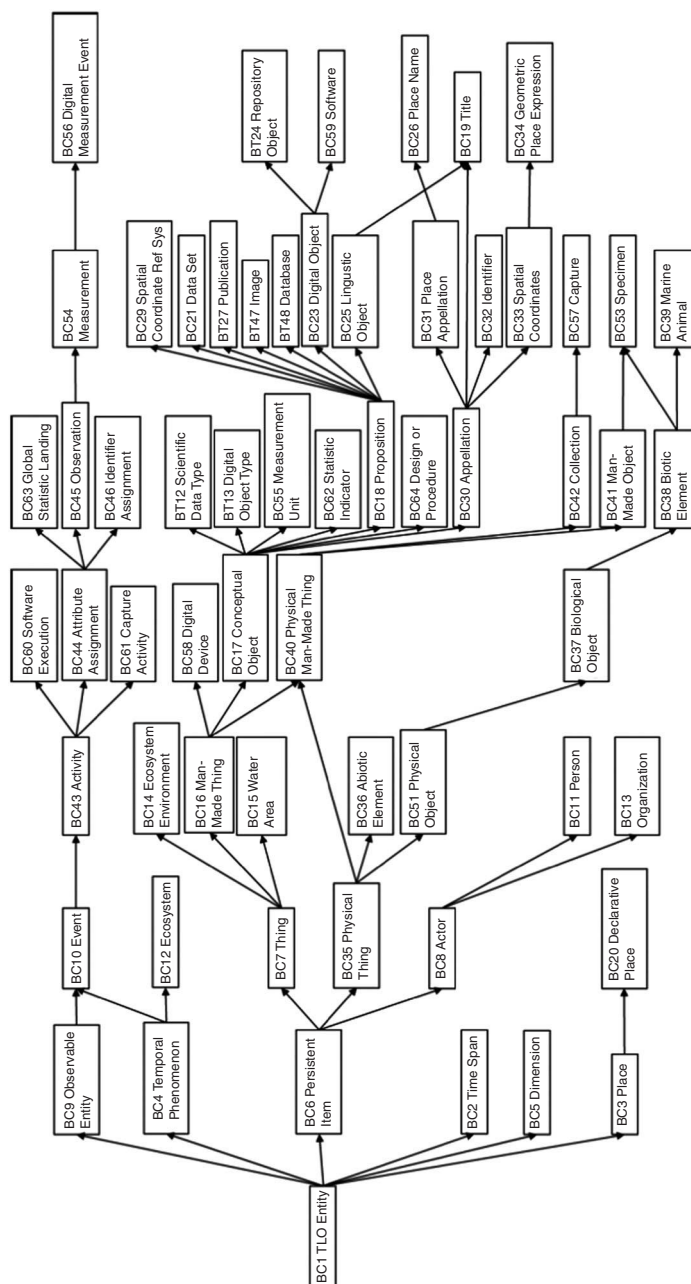 BC1 TLO Entity
BC9 Observable
Entity
BC4 Temporal
Phenomenon
BC6 Persistent
Item
BC2 Time Span
BC5 Dimension
BC3 Place
BC10 Event
BC12 Ecosystem
BC7 Thing
BC35 Physical
Thing
BC8 Actor
BC20 Declarative
Place
BC43 Activity
BC14 Ecosystem
Environment
BC16 Man-
Made Thing
BC15 Water
Area
BC36 Abiotic
Element
BC51 Physical
Object
BC11 Person
BC13
Organization
BC60 Software
Execution
BC44 Attribute
Assignment
BC61 Capture
Activity
BC58 Digital
Device
BC17 Conceptual
Object
BC40 Physical
Man-Made Thing
BC37 Biological
Object
BC63 Global
Statistic Landing
BC45 Observation
BC46 Identifier
Assignment
BT12 Scientific
Data Type
BT13 Digital
Object Type
BC55 Measurement
Unit
BC62 Statistic
Indicator
BC18 Proposition
BC64 Design or
Procedure
BC30 Appellation
BC42 Collection
BC41 Man-
Made Object
BC38 Biotic
Element
BC54
Measurement
BC29 Spatial
Coordinate Ref Sys
BC21 Data Set
BT27 Publication
BT47 Image
BT48 Database
BC23 Digital Object
BC25 Lingustic
Object
BC31 Place
Appellation
BC32 Identifier
BC33 Spatial
Coordinates
BC57 Capture
BC53 Specimen
BC39 Marine
Animal
BC56 Digital
Measurement Event
BT24 Repository
Object
BC59 Software
BC26 Place Name
BC19 Title
BC34 Geometric
Place Expression